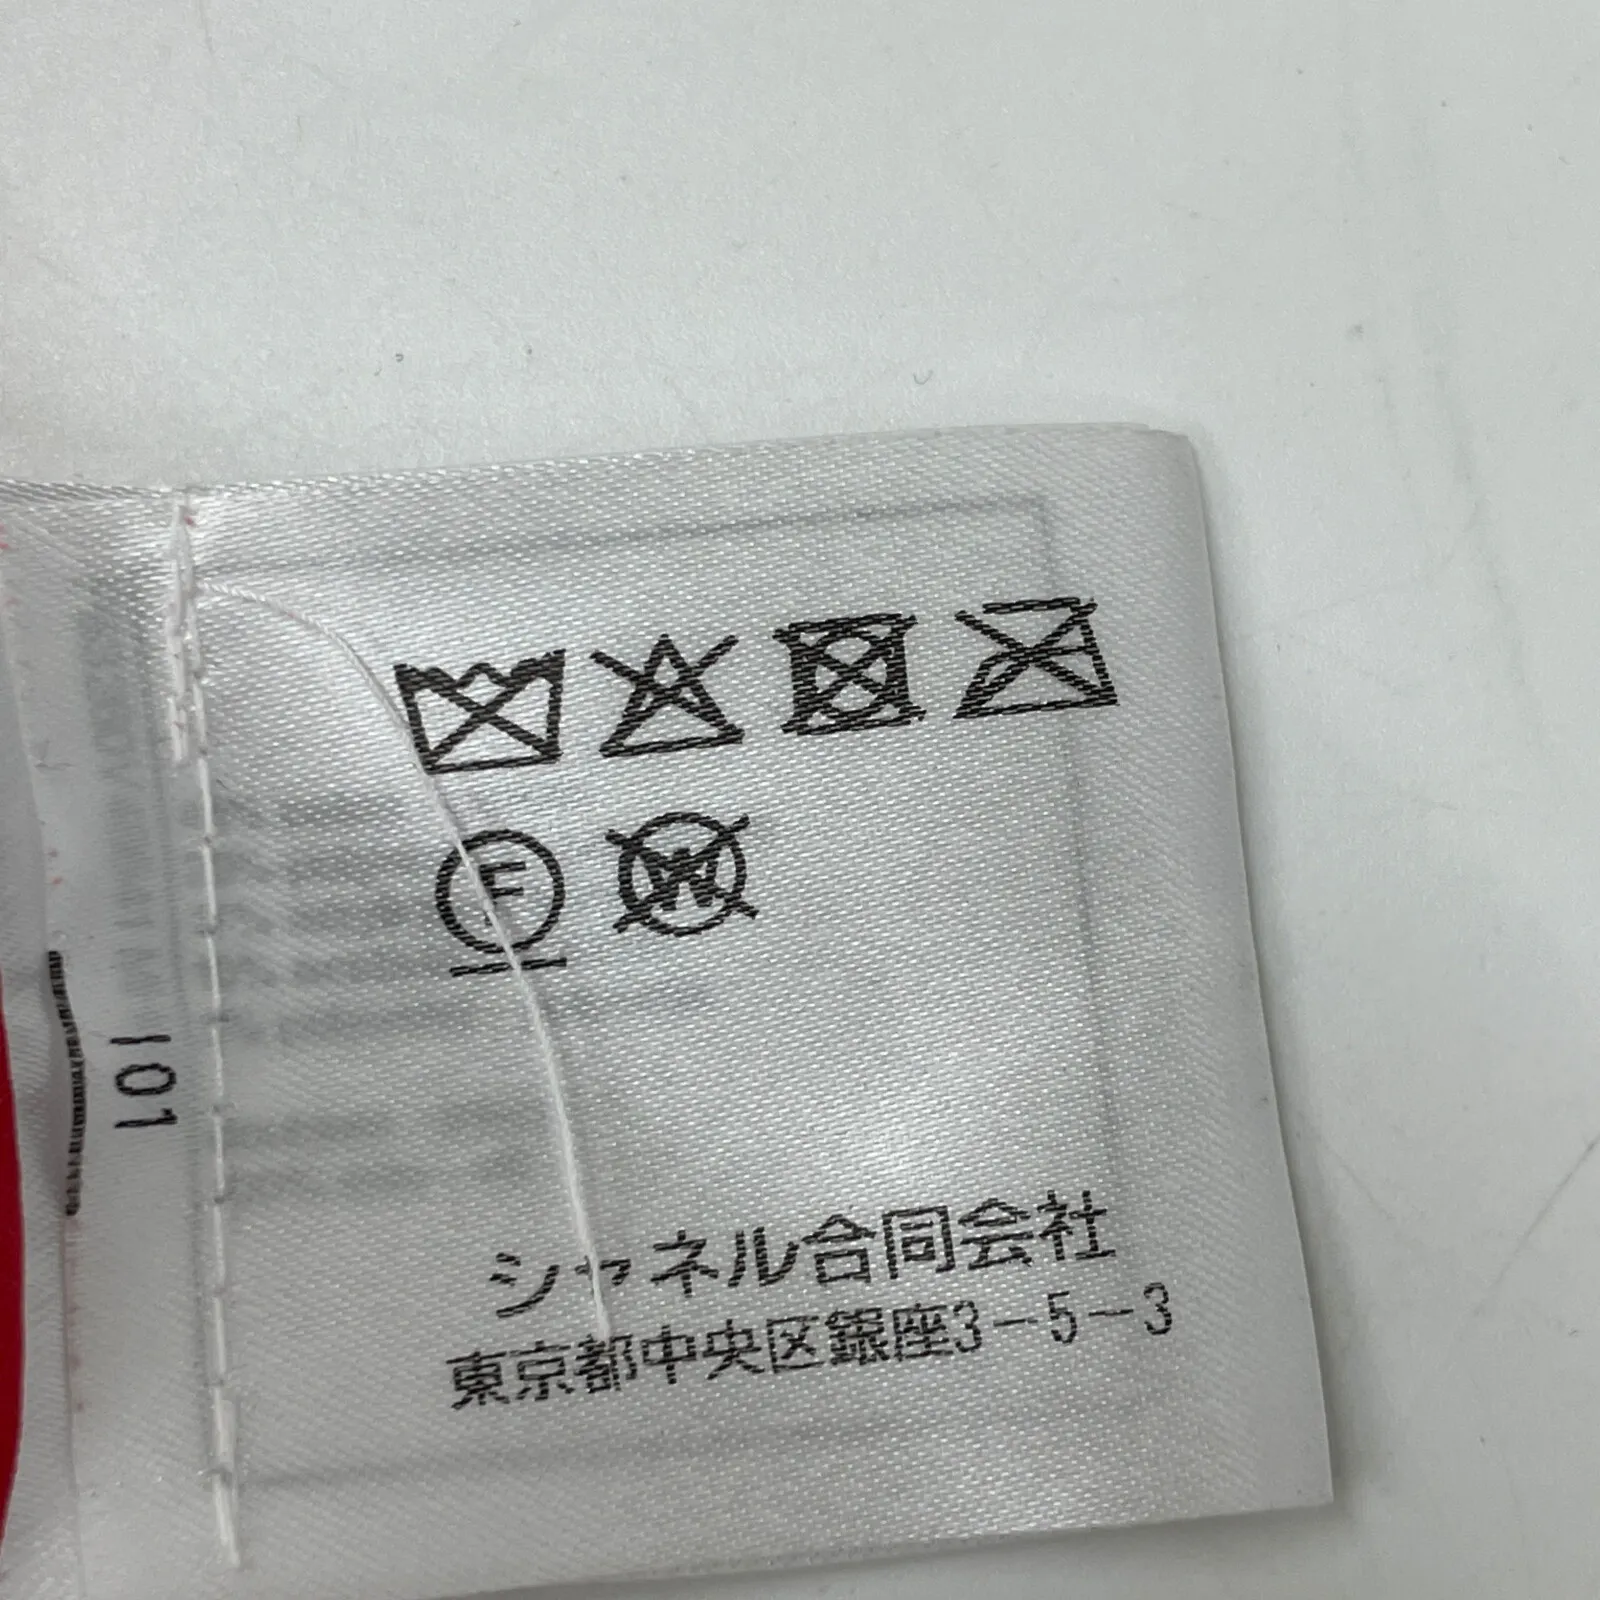 F W
101
シャネル合同会社
東京都中央区銀座3-5-3